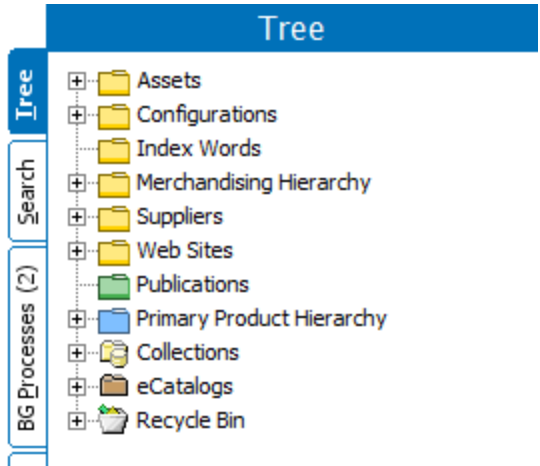 Tree
Tree
Search
BG Processes (2)
Assets
Configurations
Index Words
Merchandising Hierarchy
Suppliers
Web Sites
Publications
Primary Product Hierarchy
Collections
eCatalogs
Recycle Bin